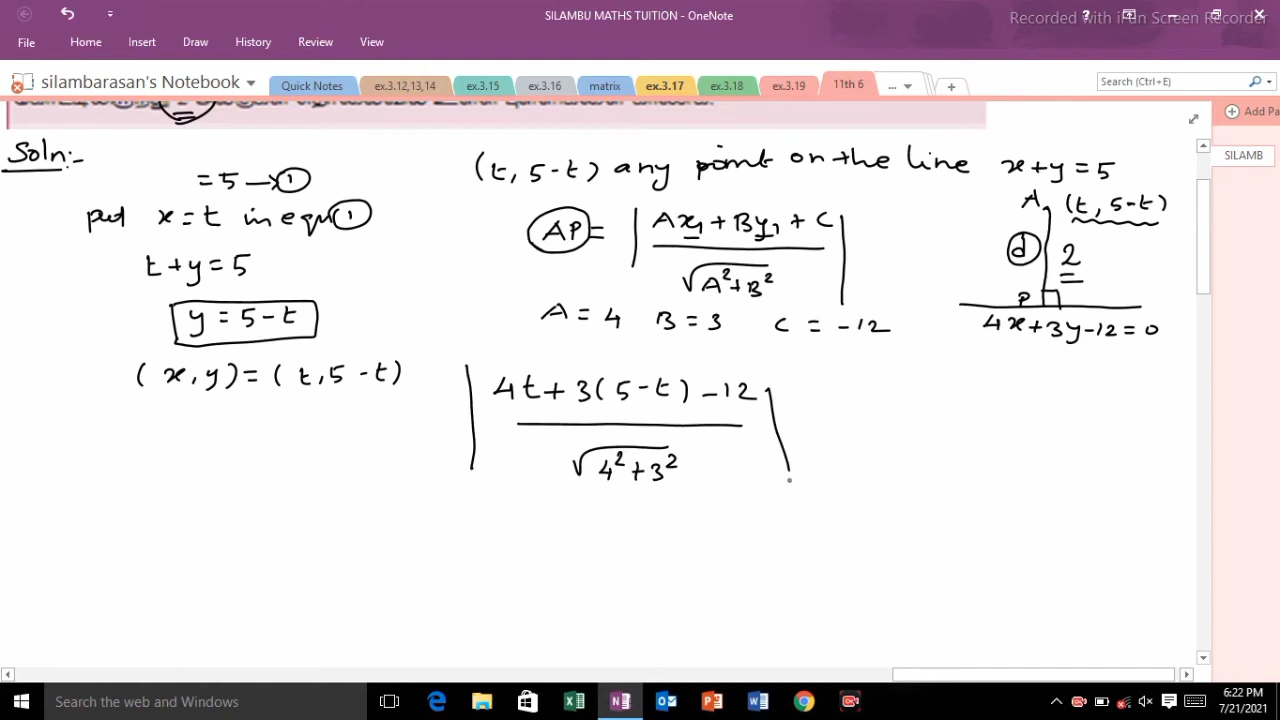 SILAMBU MATHS TUITION - OneNote
Recorded with iFun Screen Recorder
File Home Insert Draw History Review View
silambarasan's Notebook Quick Notes ex.3.12,13,14 ex.3.15 ex.3.16 matrix ex.3.17 ex.3.18 ex.3.19 11th 6 ... Search (Ctrl+E)
Add Pa
SILAMB
Soln:-
= 5 → ①
put x = t in equ ①
t + y = 5
y = 5 - t
(x, y) = (t, 5 - t)
(t, 5 - t) any point on the line x + y = 5
AP = | Ax₁ + By₁ + C |
√A² + B²
A = 4 B = 3 C = -12
| 4t + 3(5 - t) - 12 |
√4² + 3²
A (t, 5 - t)
d 2
P
4x + 3y - 12 = 0
Search the web and Windows
6:22 PM
7/21/2021